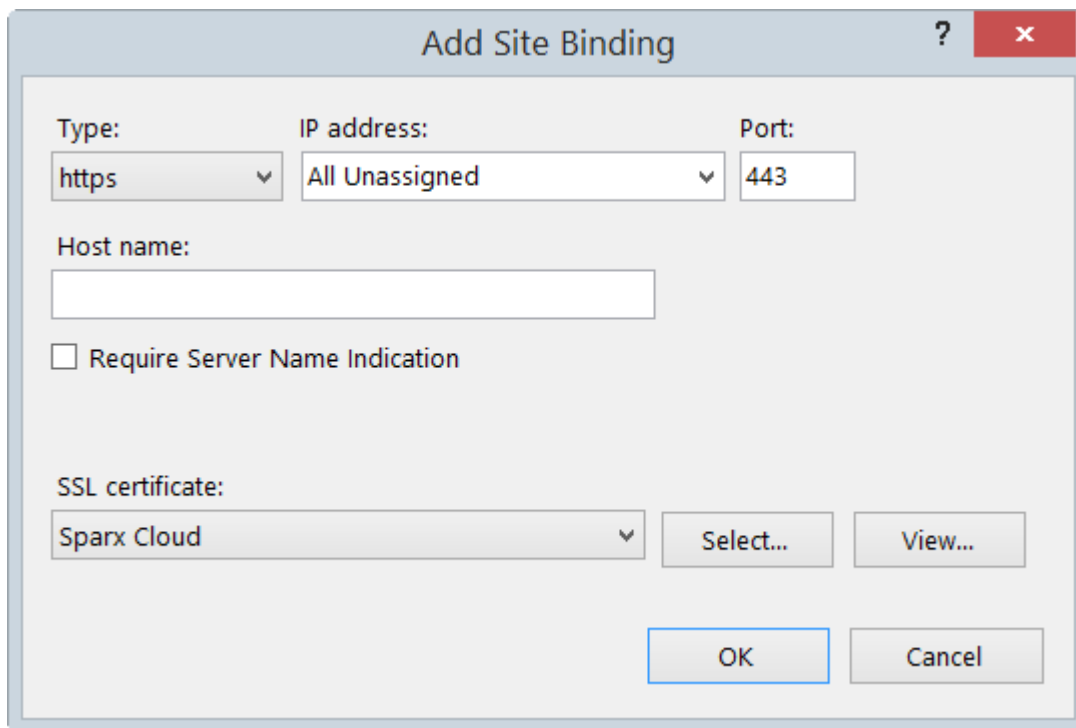 Add Site Binding
?
x
Type: IP address: Port:
https All Unassigned 443
Host name:
Require Server Name Indication
SSL certificate:
Sparx Cloud Select... View...
OK Cancel